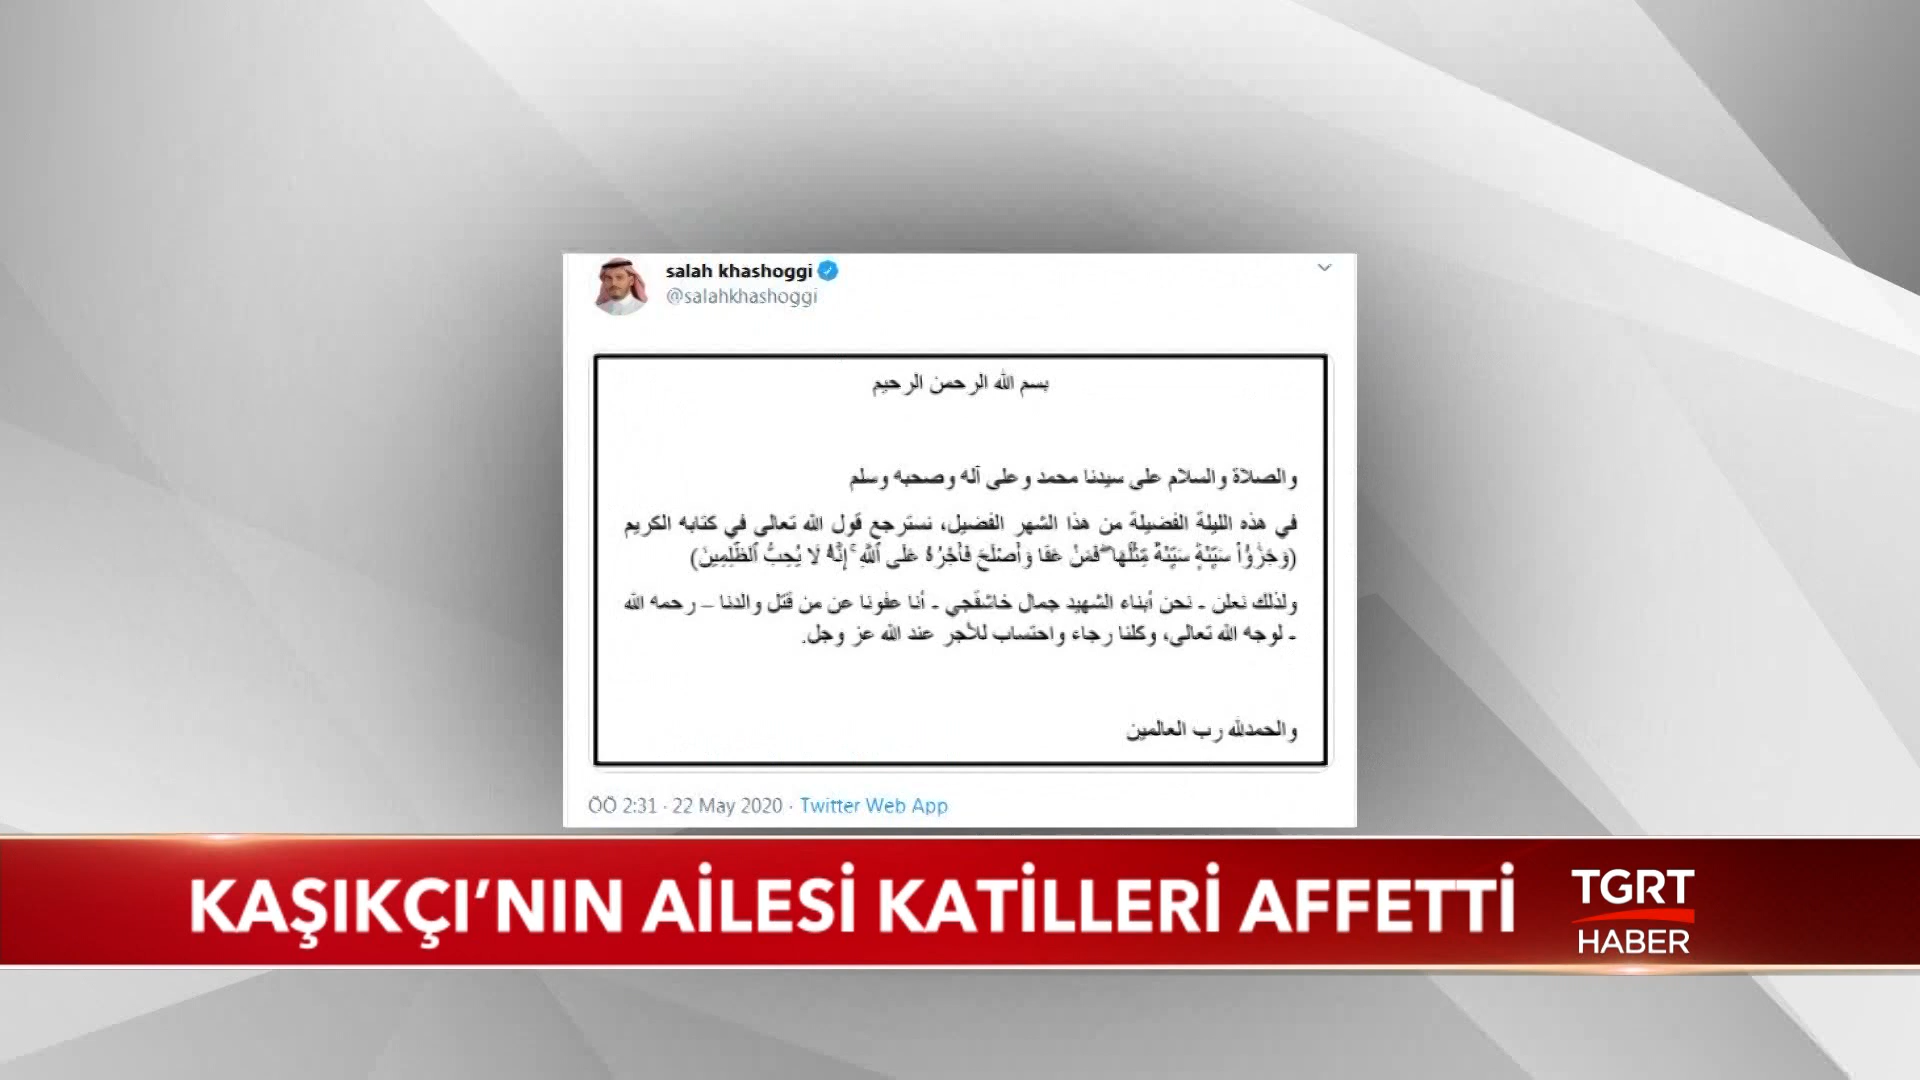 salah khashoggi
@salahkhashoggi
بسم الله الرحمن الرحيم
والصلاة والسلام على سيدنا محمد وعلى آله وصحبه وسلم
في هذه الليلة الفضيلة من هذا الشهر الفضيل، نسترجع قول الله تعالى في كتابه الكريم
(وَجَزَٰٓؤُاْ سَيِّئَةٖ سَيِّئَةٞ مِّثۡلُهَاۖ فَمَنۡ عَفَا وَأَصۡلَحَ فَأَجۡرُهُۥ عَلَى ٱللَّهِۚ إِنَّهُۥ لَا يُحِبُّ ٱلظَّٰلِمِينَ)
ولذلك نعلن - نحن أبناء الشهيد جمال خاشقجي - أنا عفونا عن من قتل والدنا – رحمه الله
- لوجه الله تعالى، وكلنا رجاء واحتساب للأجر عند الله عز وجل.
والحمدلله رب العالمين
ÖÖ 2:31 · 22 May 2020 · Twitter Web App
KAŞIKÇI’NIN AİLESİ KATİLLERİ AFFETTİ
TGRT
HABER